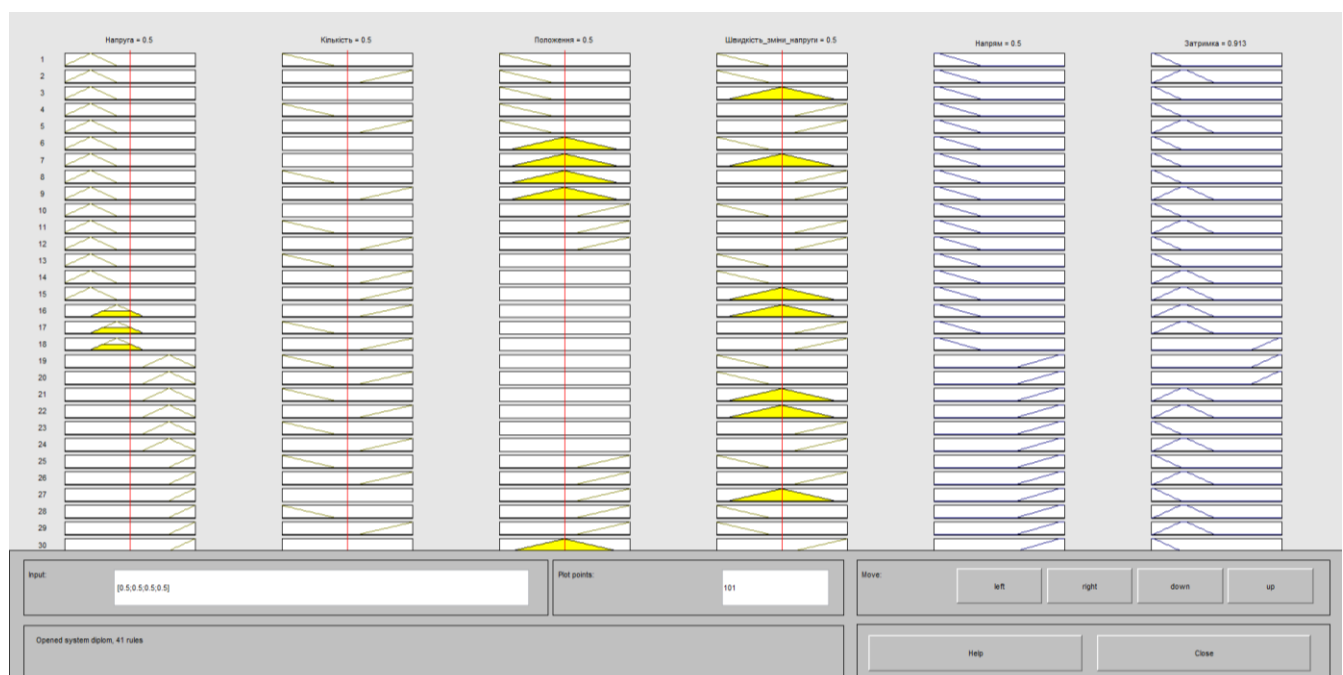 Напруга = 0.5
Кількість = 0.5
Положення = 0.5
Швидкість_зміни_напруги = 0.5
Напрям = 0.5
Затримка = 0.913
1
2
3
4
5
6
7
8
9
10
11
12
13
14
15
16
17
18
19
20
21
22
23
24
25
26
27
28
29
30
Input:
[0.5;0.5;0.5;0.5]
Plot points:
101
Move:
left
right
down
up
Opened system diplom, 41 rules
Help
Close